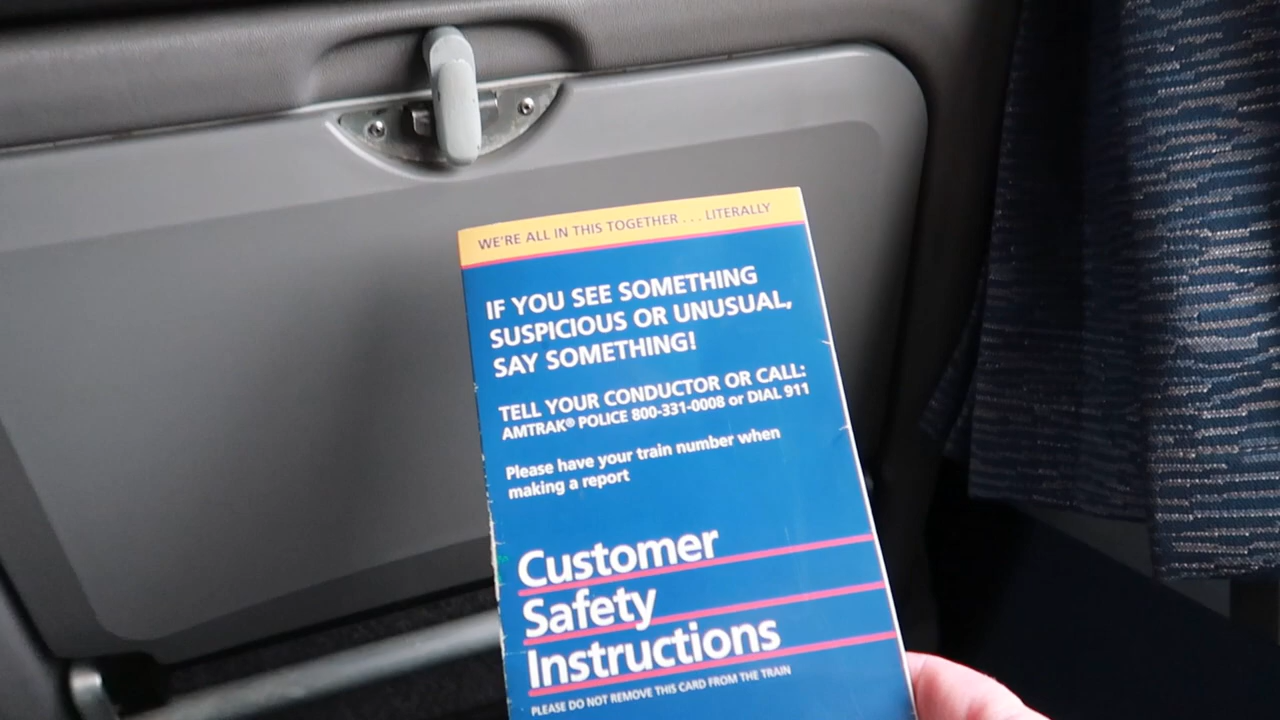 WE'RE ALL IN THIS TOGETHER . . . LITERALLY
IF YOU SEE SOMETHING
SUSPICIOUS OR UNUSUAL,
SAY SOMETHING!
TELL YOUR CONDUCTOR OR CALL:
AMTRAK® POLICE 800-331-0008 or DIAL 911
Please have your train number when
making a report
Customer
Safety
Instructions
PLEASE DO NOT REMOVE THIS CARD FROM THE TRAIN